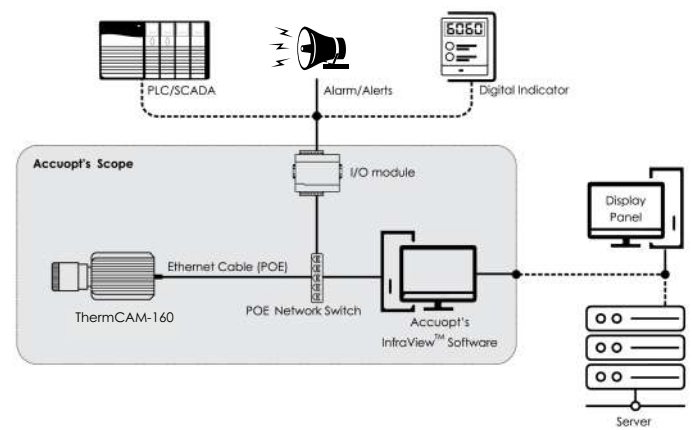 6060
PLC/SCADA
Alarm/Alerts
Digital Indicator
Accuopt's Scope
I/O module
Display
Panel
Ethernet Cable (POE)
ThermCAM-160
POE Network Switch
Accuopt's
InfraView™ Software
Server